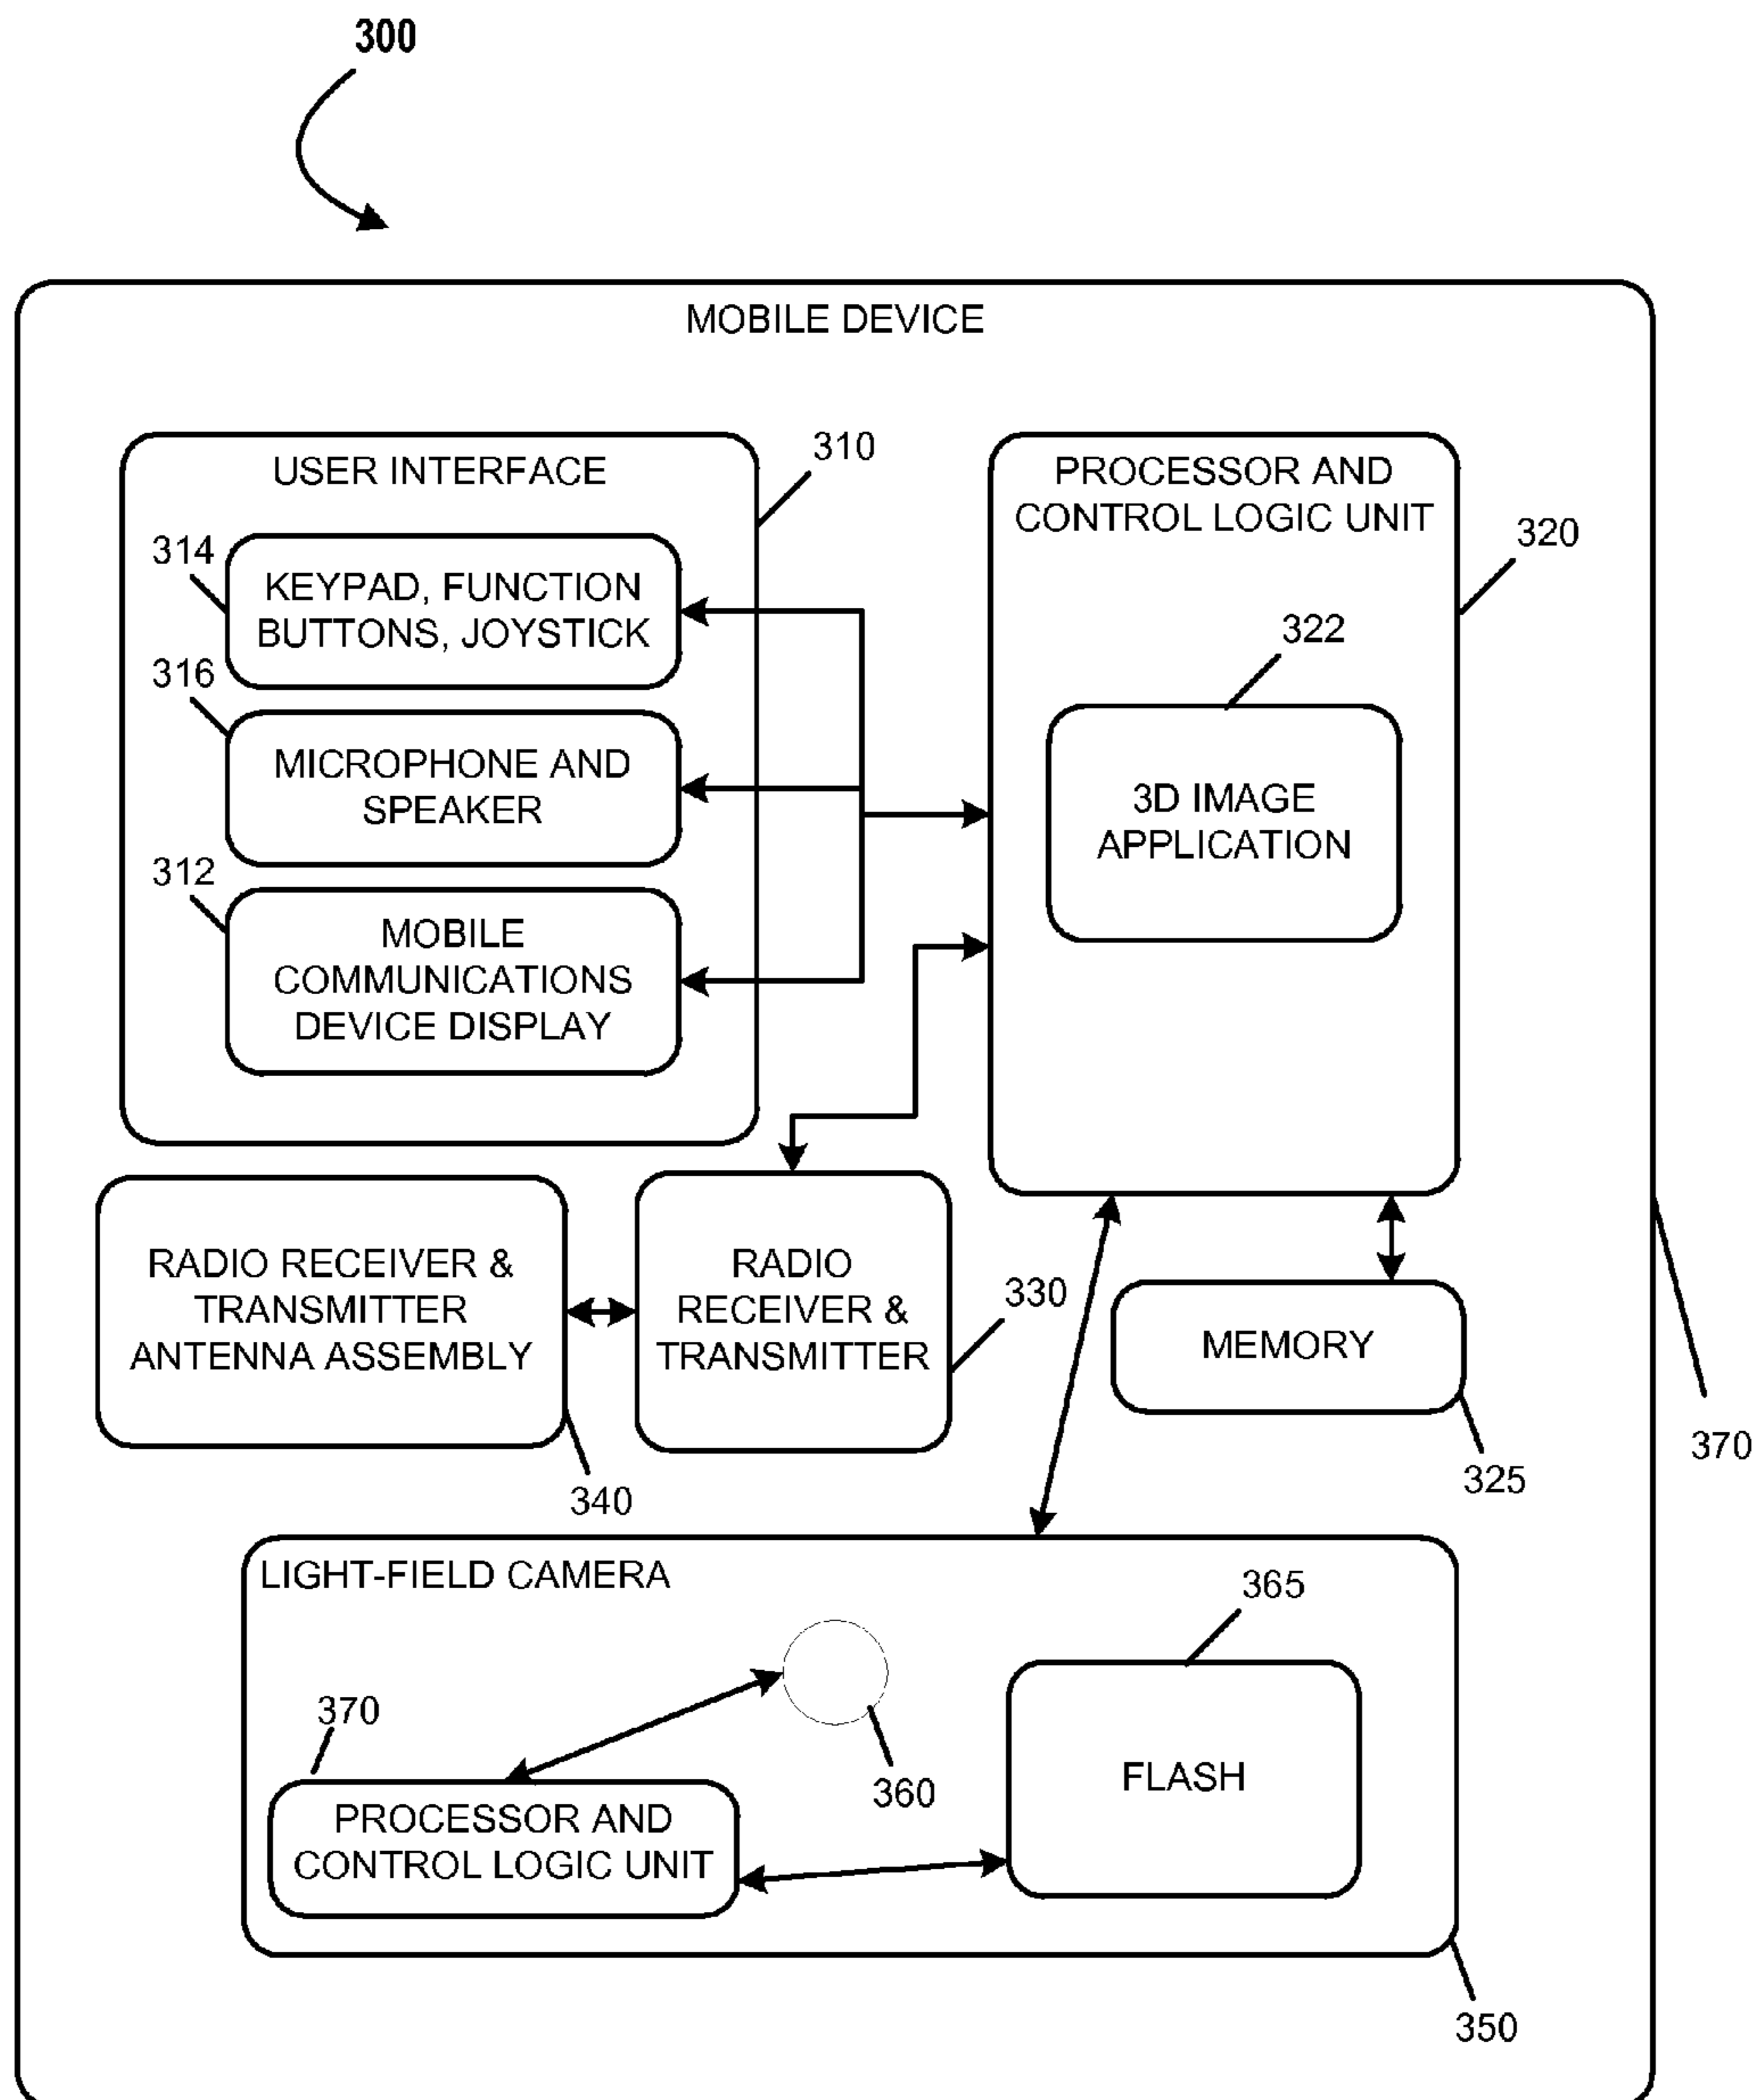 300
MOBILE DEVICE
USER INTERFACE
310
314
KEYPAD, FUNCTION
BUTTONS, JOYSTICK
316
MICROPHONE AND
SPEAKER
312
MOBILE
COMMUNICATIONS
DEVICE DISPLAY
PROCESSOR AND
CONTROL LOGIC UNIT
320
322
3D IMAGE
APPLICATION
RADIO RECEIVER &
TRANSMITTER
ANTENNA ASSEMBLY
340
RADIO
RECEIVER &
TRANSMITTER
330
MEMORY
325
370
LIGHT-FIELD CAMERA
365
370
360
PROCESSOR AND
CONTROL LOGIC UNIT
FLASH
350